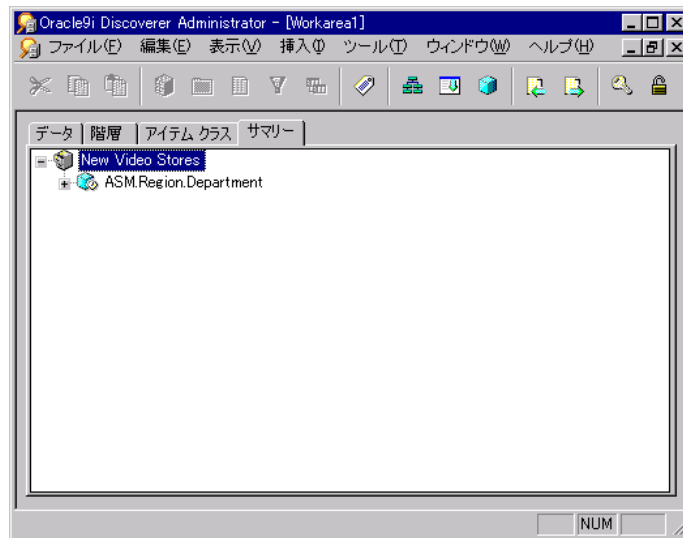 Oracle9i Discoverer Administrator - [Workarea1]
ファイル(F) 編集(E) 表示(V) 挿入(I) ツール(T) ウィンドウ(W) ヘルプ(H)
データ 階層 アイテム クラス サマリー
New Video Stores
ASM.Region.Department
NUM